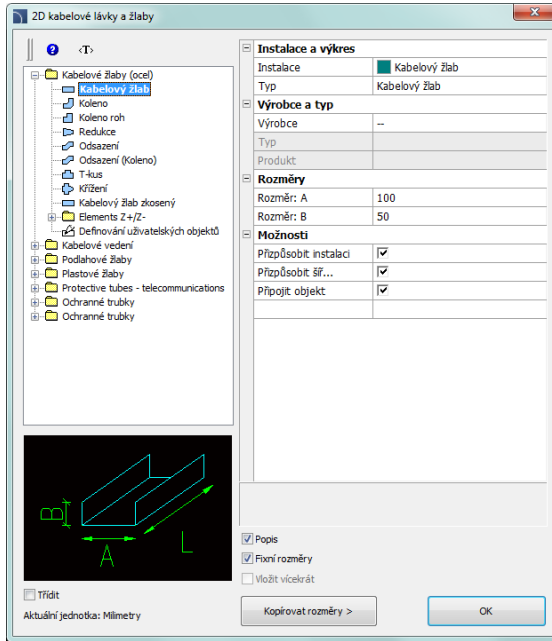 2D kabelové lávky a žlaby
<T>
Kabelové žlaby (ocel)
Kabelový žlab
Koleno
Koleno roh
Redukce
Odsazení
Odsazení (Koleno)
T-kus
Křížení
Kabelový žlab zkosený
Elements Z+/Z-
Definování uživatelských objektů
Kabelové vedení
Podlahové žlaby
Plastové žlaby
Protective tubes - telecommunications
Ochranné trubky
Ochranné trubky
Instalace a výkres
Instalace Kabelový žlab
Typ Kabelový žlab
Výrobce a typ
Výrobce --
Typ
Produkt
Rozměry
Rozměr: A 100
Rozměr: B 50
Možnosti
Přizpůsobit instalaci
Přizpůsobit šíř...
Připojit objekt
B
A
L
Popis
Fixní rozměry
Vložit vícekrát
Třídit
Aktuální jednotka: Milimetry
Kopírovat rozměry >
OK